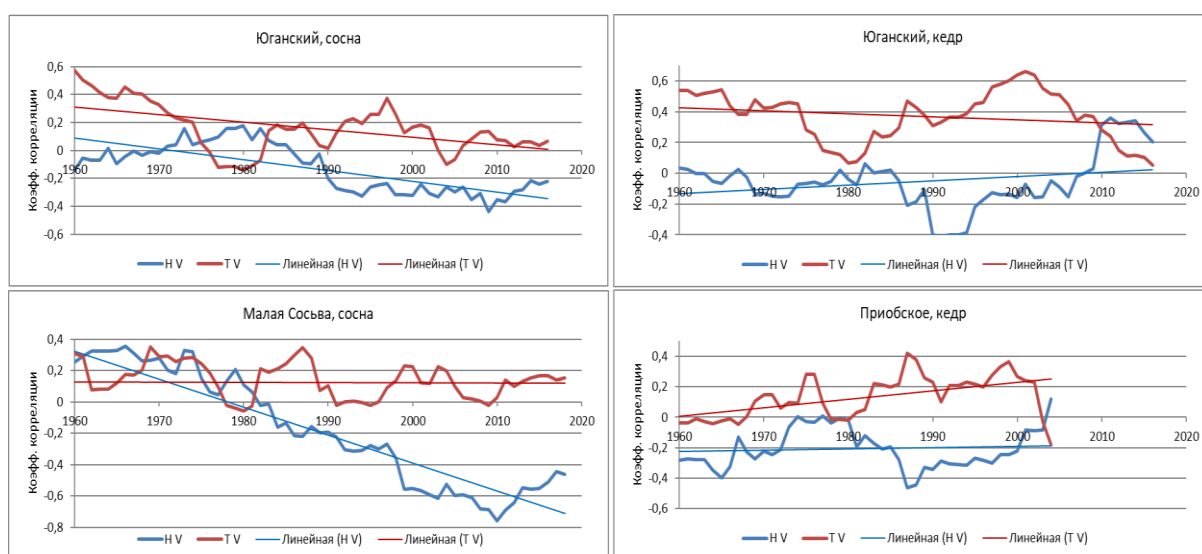 Юганский, сосна
Коэфф. корреляции
0,6
0,4
0,2
0
-0,2
-0,4
-0,6
1960 1970 1980 1990 2000 2010 2020
H V T V Линейная (H V) Линейная (T V)
Юганский, кедр
0,6
0,4
0,2
0
-0,2
-0,4
1960 1970 1980 1990 2000 2010 2020
H V T V Линейная (H V) Линейная (T V)
Малая Сосьва, сосна
Коэфф. корреляции
0,4
0,2
0
-0,2
-0,4
-0,6
-0,8
1960 1970 1980 1990 2000 2010 2020
H V T V Линейная (H V) Линейная (T V)
Приобское, кедр
0,6
0,4
0,2
0
-0,2
-0,4
-0,6
1960 1970 1980 1990 2000 2010 2020
H V T V Линейная (H V) Линейная (T V)